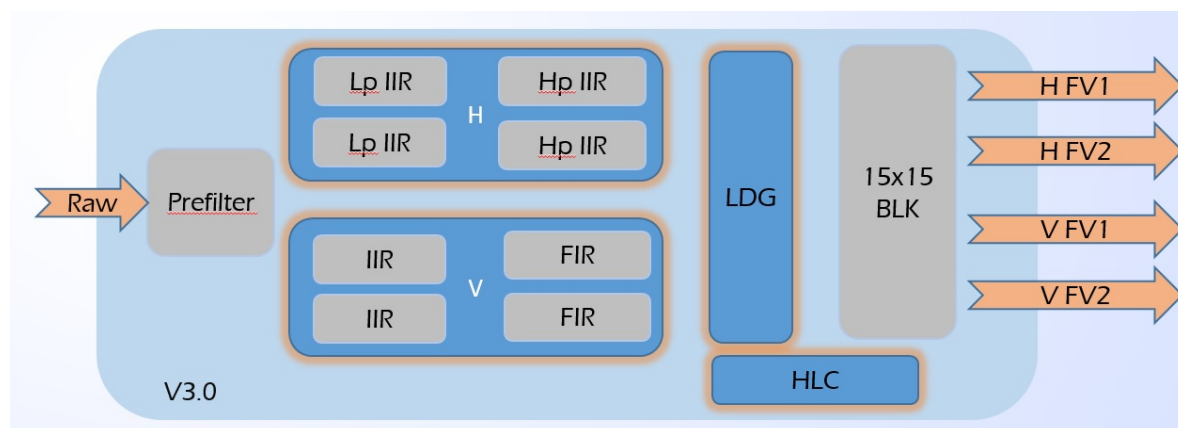 Raw
Prefilter
Lp IIR
Hp IIR
H
Lp IIR
Hp IIR
IIR
FIR
V
IIR
FIR
LDG
15x15
BLK
HLC
H FV1
H FV2
V FV1
V FV2
V3.0